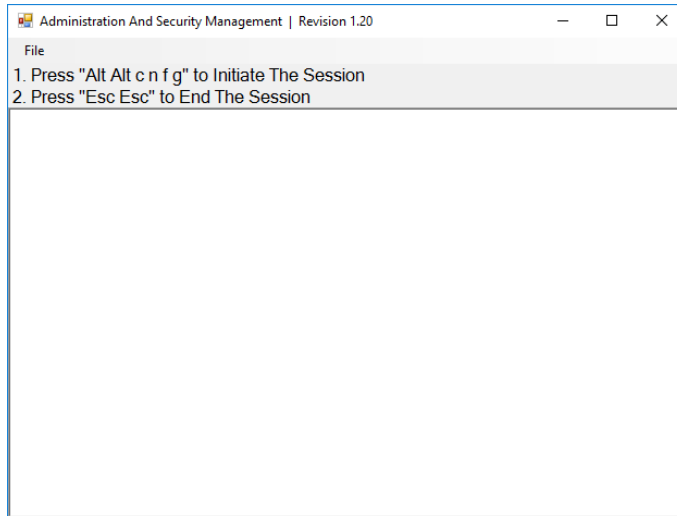 Administration And Security Management | Revision 1.20
File
1. Press "Alt Alt c n f g" to Initiate The Session
2. Press "Esc Esc" to End The Session